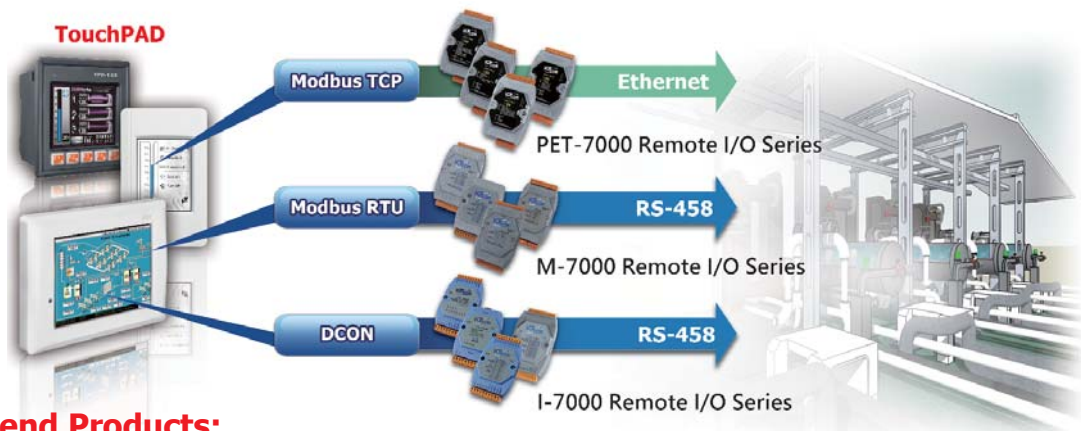 TouchPAD
Modbus TCP
Ethernet
PET-7000 Remote I/O Series
Modbus RTU
RS-458
M-7000 Remote I/O Series
DCON
RS-458
I-7000 Remote I/O Series
end Products: